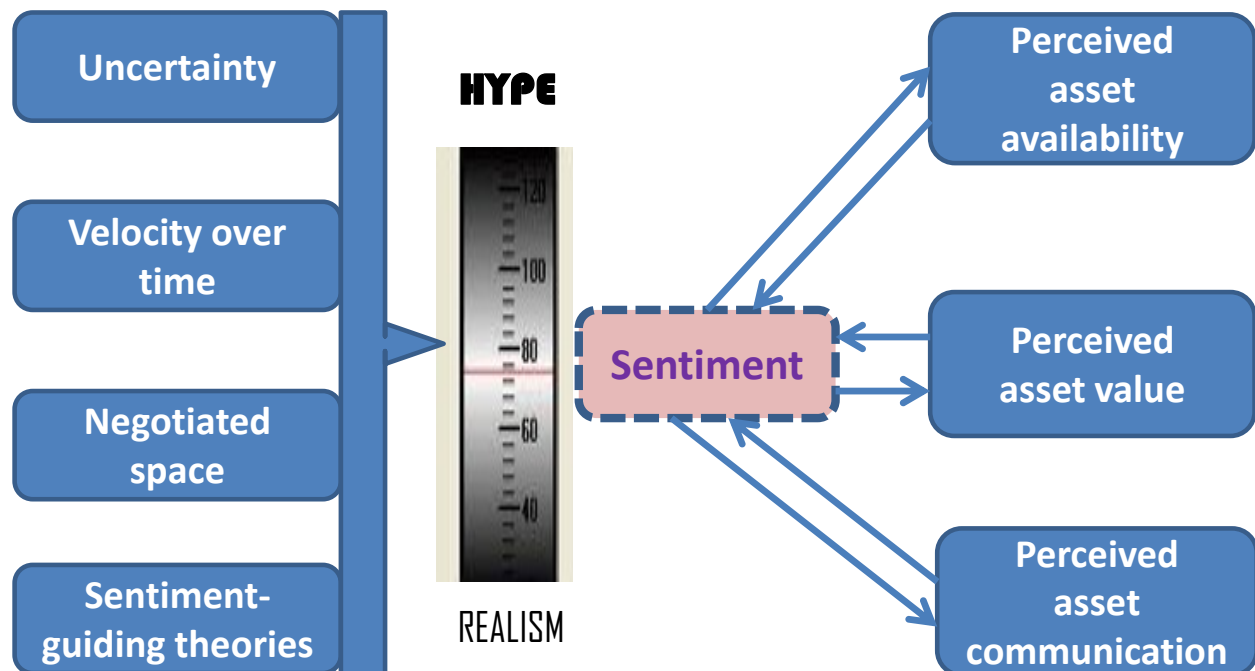 Uncertainty
Velocity over
time
Negotiated
space
Sentiment-
guiding theories
HYPE
120
100
80
60
40
REALISM
Sentiment
Perceived
asset
availability
Perceived
asset value
Perceived
asset
communication